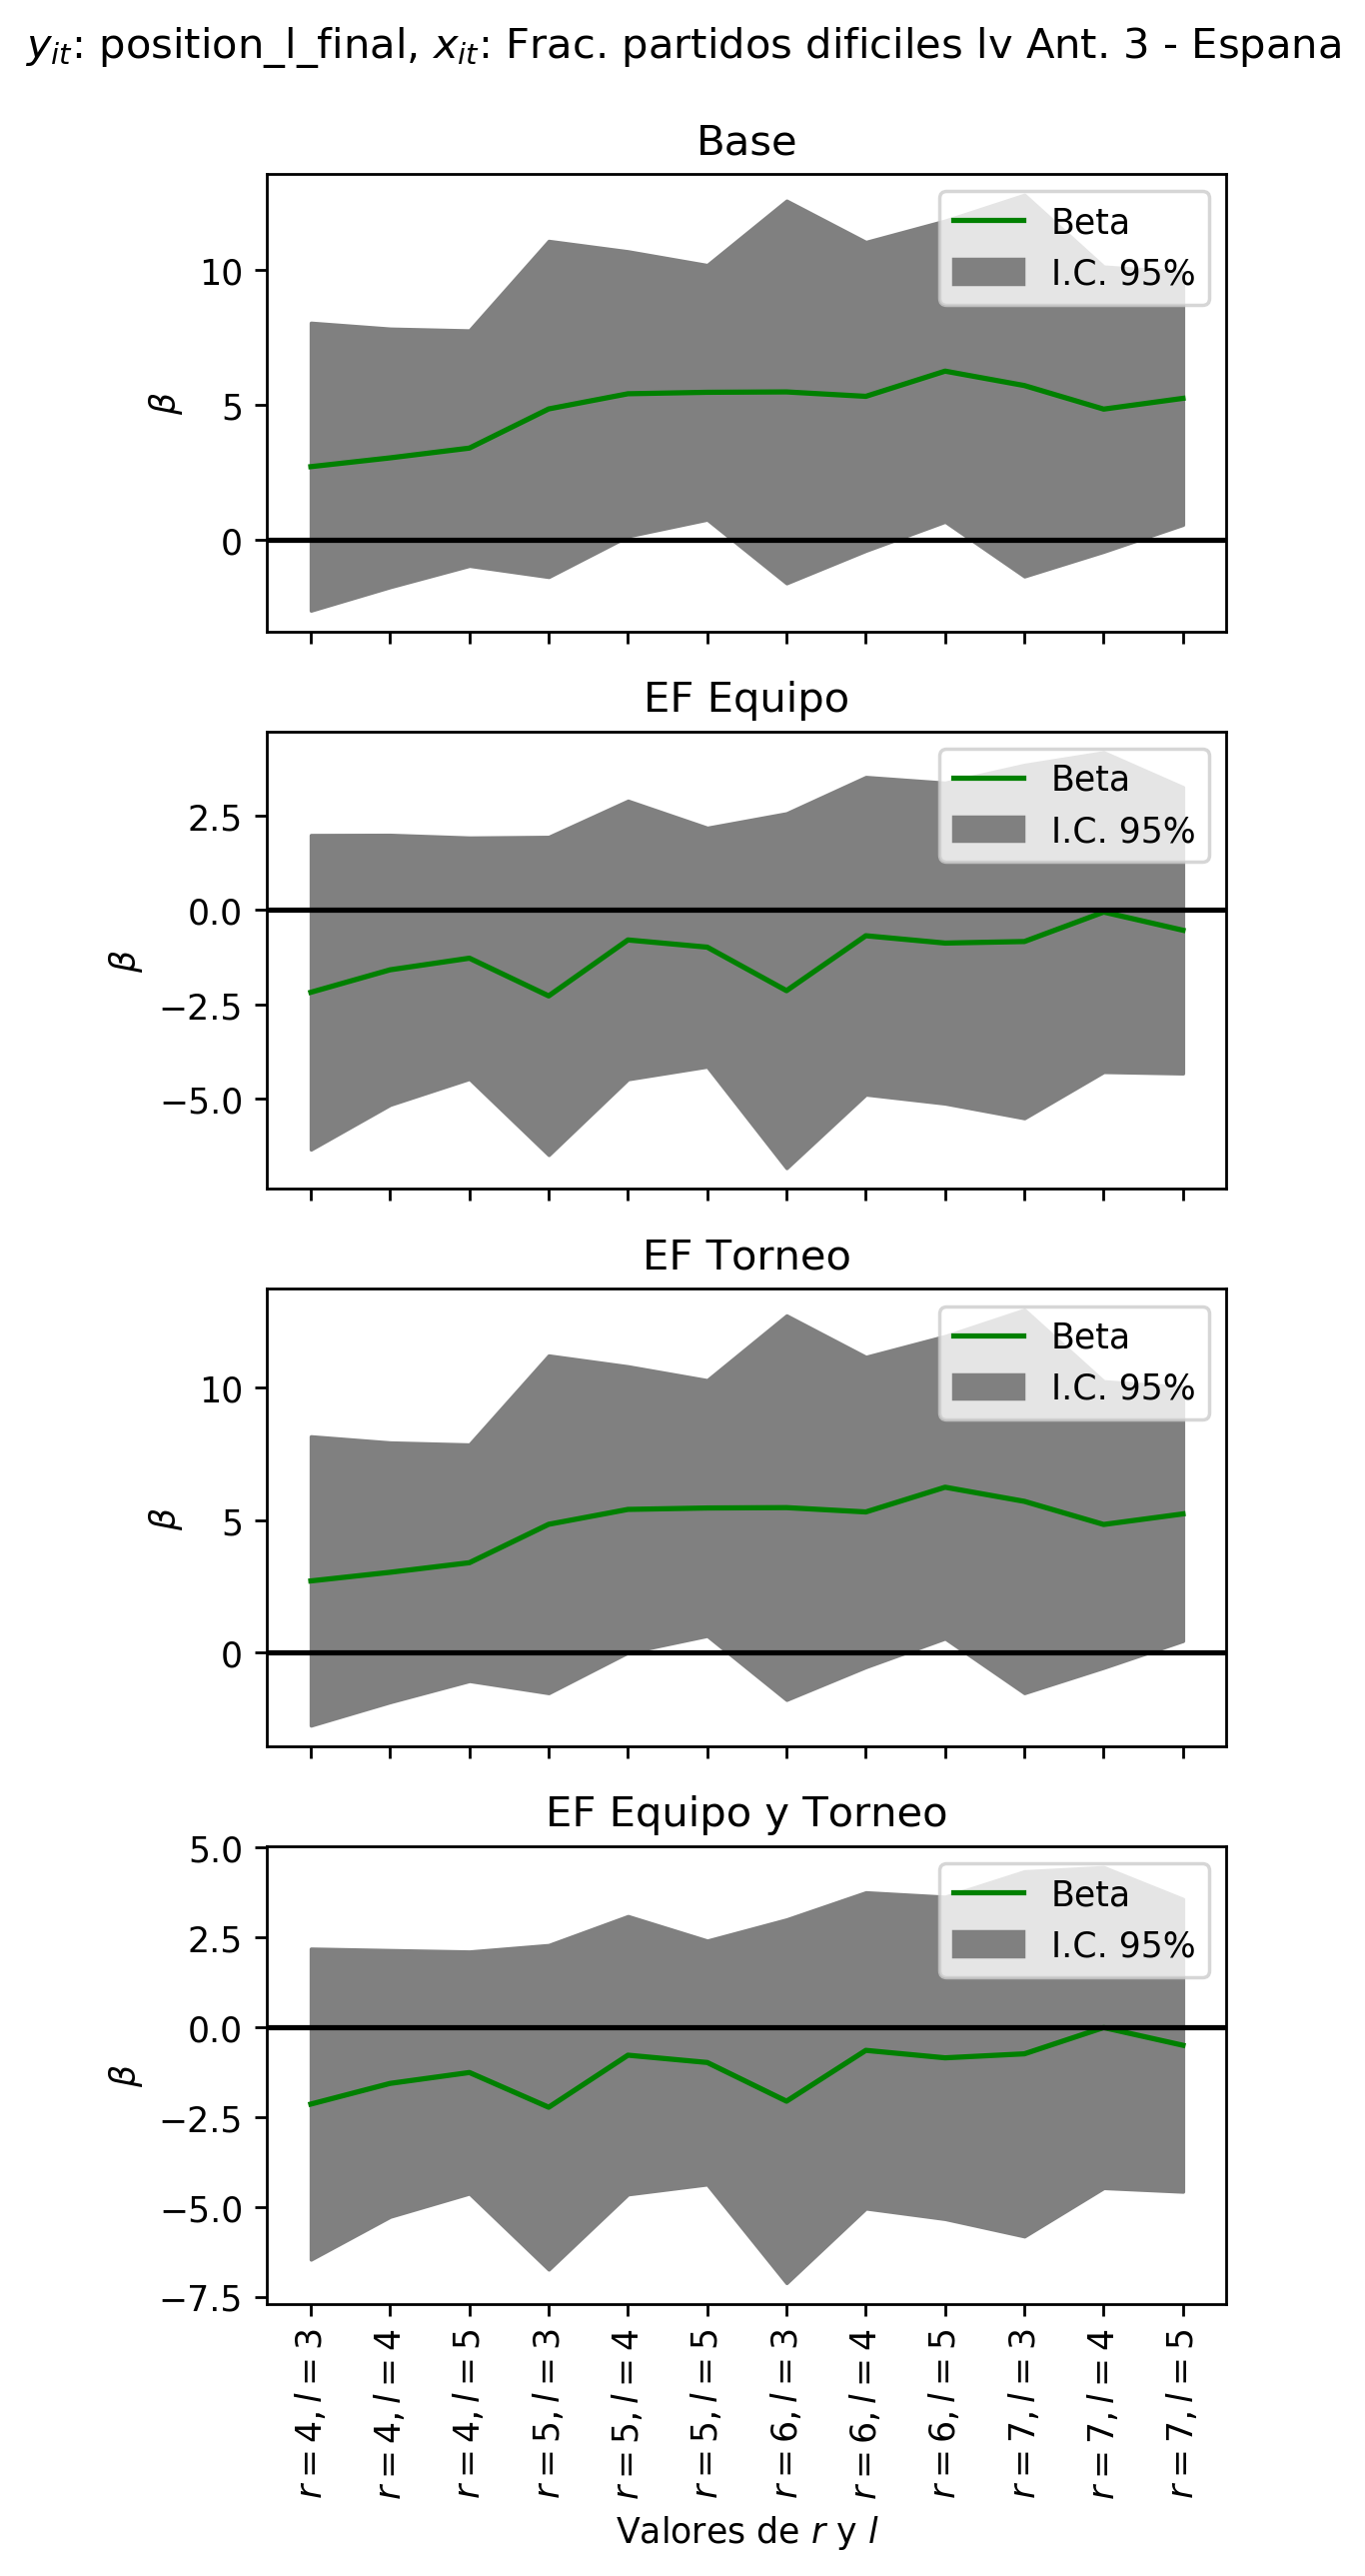 y_it: position_l_final, x_it: Frac. partidos dificiles lv Ant. 3 - Espana
Base
Beta
I.C. 95%
10
5
0
β
EF Equipo
Beta
I.C. 95%
2.5
0.0
−2.5
−5.0
β
EF Torneo
Beta
I.C. 95%
10
5
0
β
EF Equipo y Torneo
Beta
I.C. 95%
5.0
2.5
0.0
−2.5
−5.0
−7.5
β
r = 4, l = 3
r = 4, l = 4
r = 4, l = 5
r = 5, l = 3
r = 5, l = 4
r = 5, l = 5
r = 6, l = 3
r = 6, l = 4
r = 6, l = 5
r = 7, l = 3
r = 7, l = 4
r = 7, l = 5
Valores de r y l